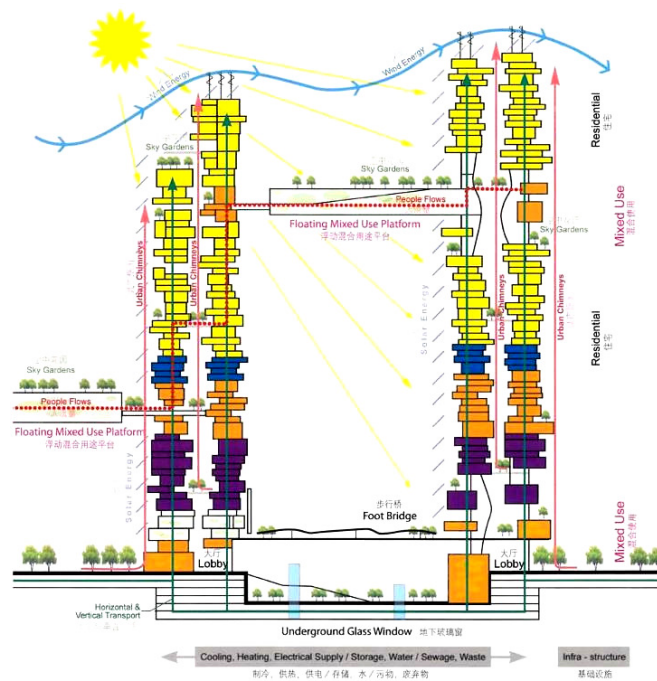 Wind Energy
Wind Energy
Sky Gardens
Sky Gardens
Residential
住宅
People Flows
Floating Mixed Use Platform
浮动混合用途平台
Mixed Use
混合使用
Sky Gardens
Urban Chimneys
Urban Chimneys
Urban Chimneys
Urban Chimneys
Solar Energy
Residential
住宅
Sky Gardens
People Flows
Floating Mixed Use Platform
浮动混合用途平台
Solar Energy
步行桥
Foot Bridge
Mixed Use
混合使用
大厅
Lobby
大厅
Lobby
Horizontal &
Vertical Transport
Underground Glass Window 地下玻璃窗
Cooling, Heating, Electrical Supply / Storage, Water / Sewage, Waste
制冷、供热、供电 / 存储、水 / 污物、废弃物
Infra - structure
基础设施